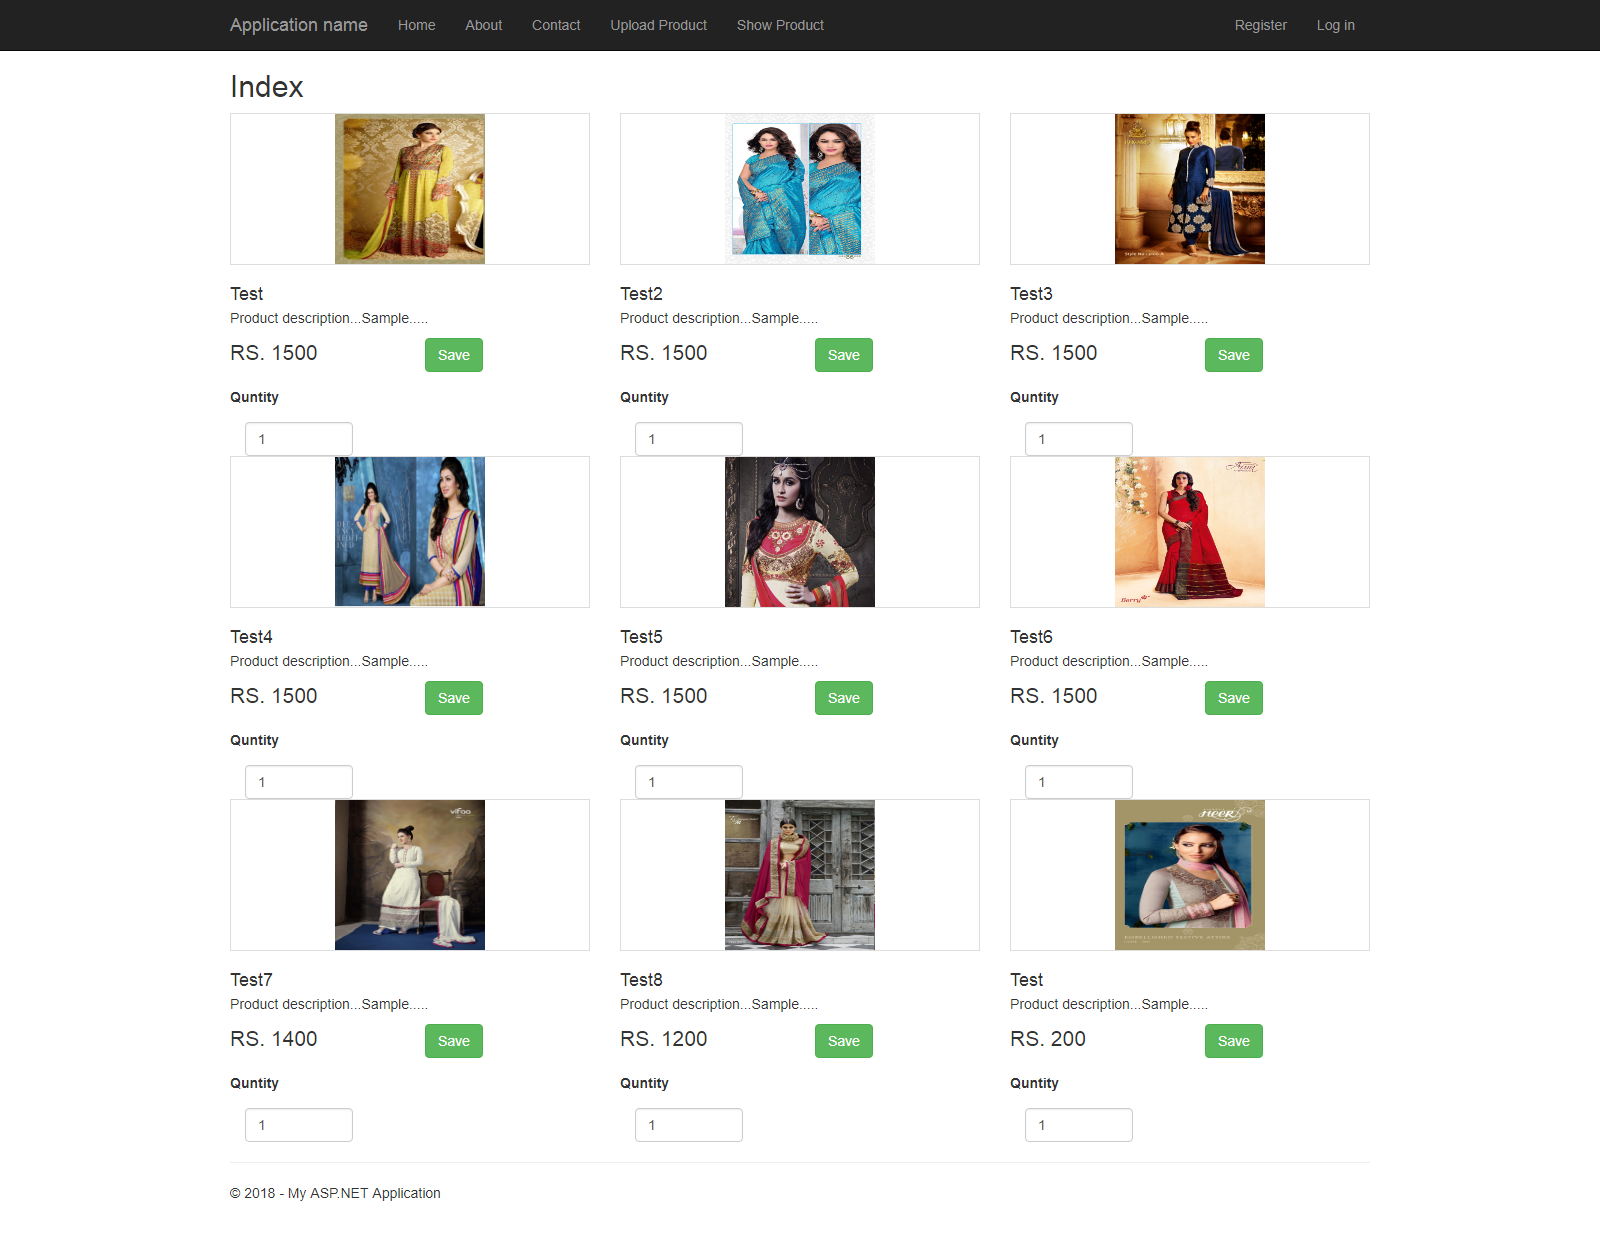 Application name Home About Contact Upload Product Show Product Register Log in
Index
Test Test2 Test3
Product description...Sample..... Product description...Sample..... Product description...Sample.....
RS. 1500 Save RS. 1500 Save RS. 1500 Save
Quntity Quntity Quntity
1 1 1
Test4 Test5 Test6
Product description...Sample..... Product description...Sample..... Product description...Sample.....
RS. 1500 Save RS. 1500 Save RS. 1500 Save
Quntity Quntity Quntity
1 1 1
vifoo
neer
Test7 Test8 Test
Product description...Sample..... Product description...Sample..... Product description...Sample.....
RS. 1400 Save RS. 1200 Save RS. 200 Save
Quntity Quntity Quntity
1 1 1
© 2018 - My ASP.NET Application